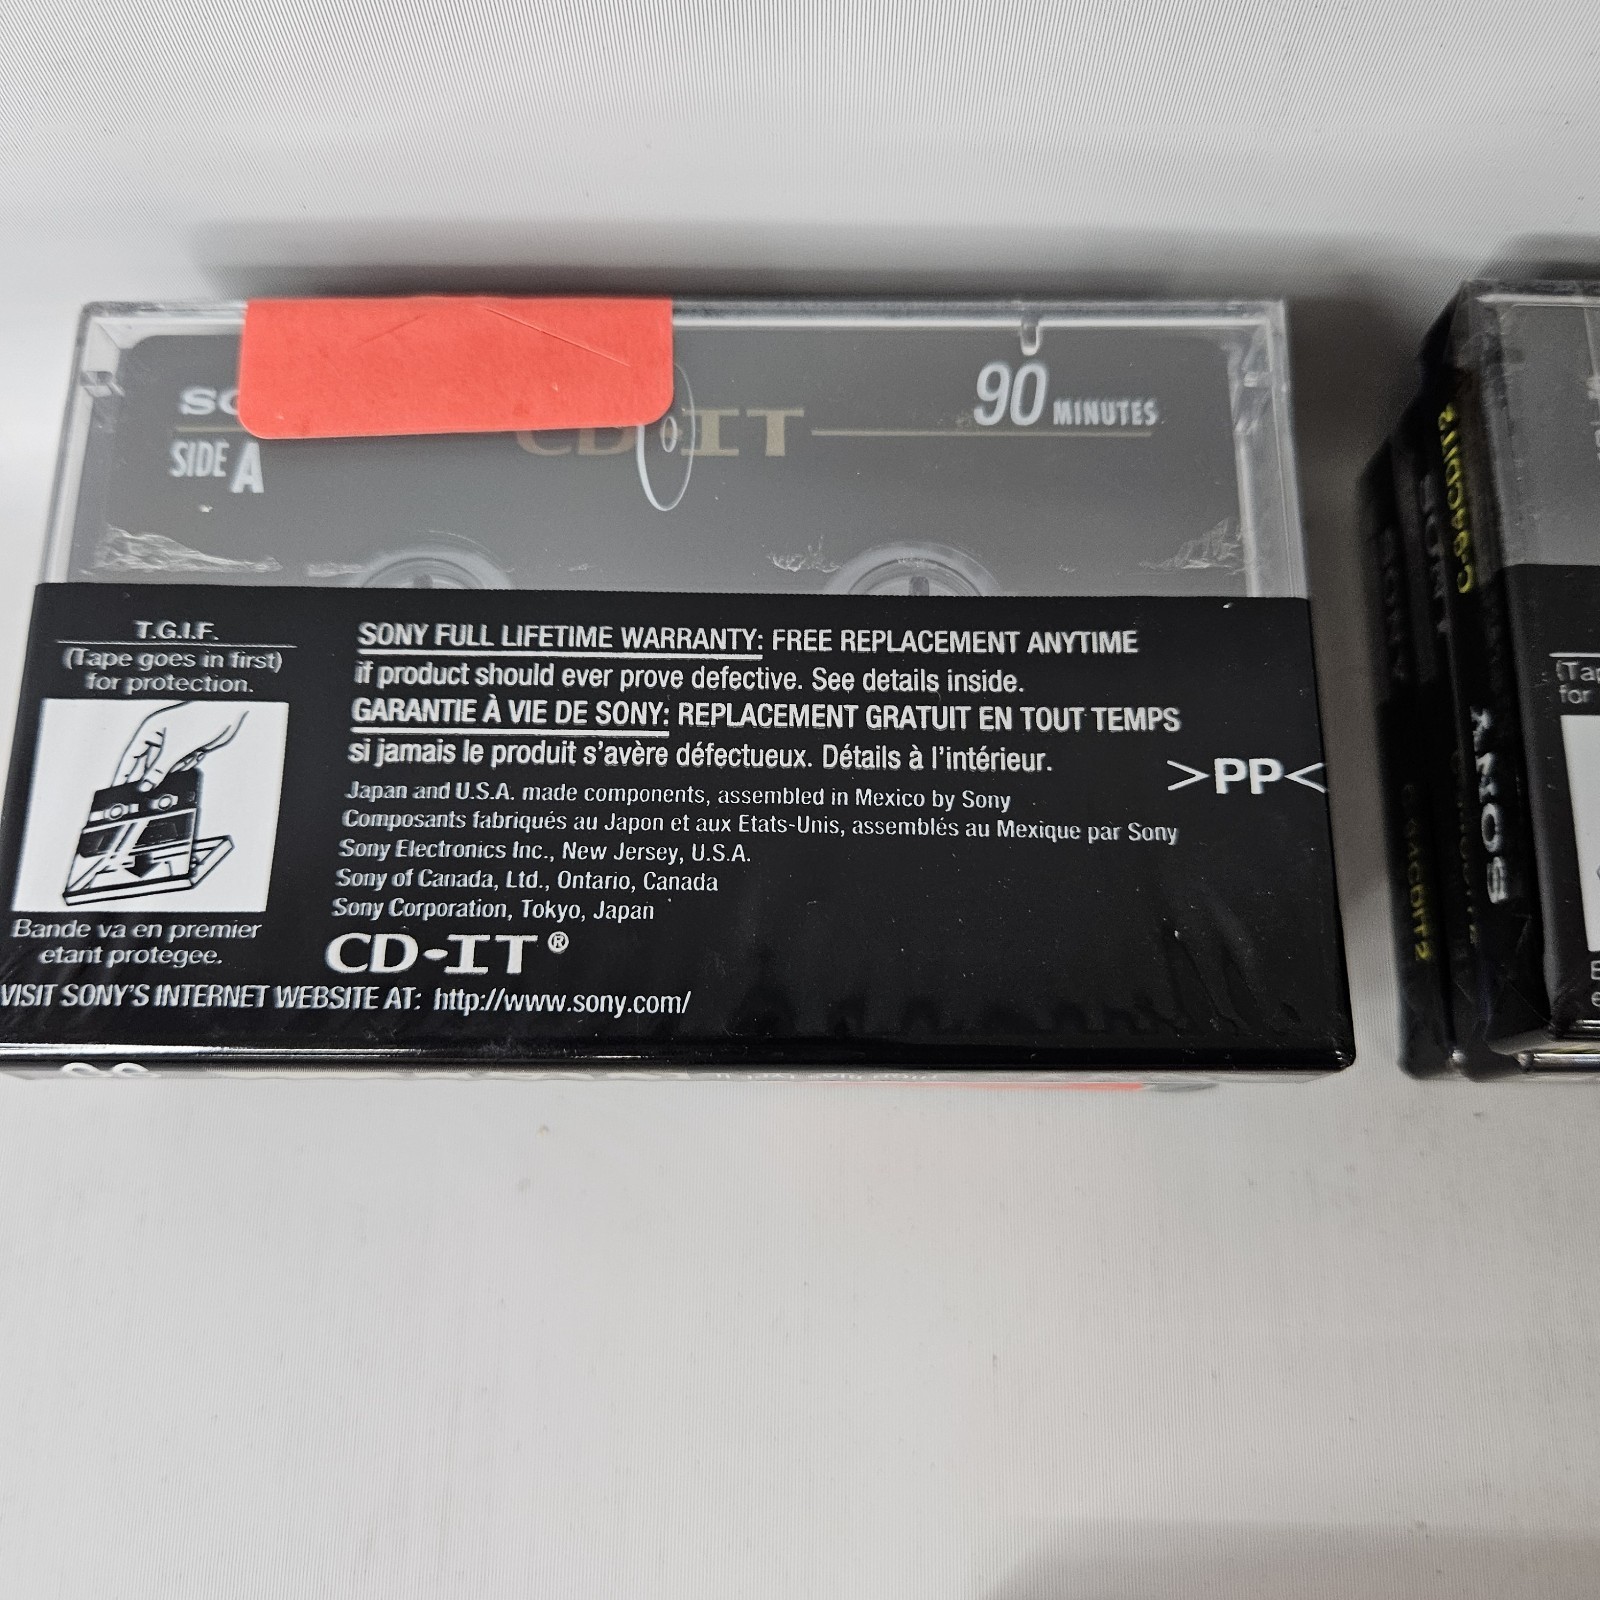 90 MINUTES
CD-IT
SIDE A
T.G.I.F.
(Tape goes in first)
for protection.
Bande va en premier
etant protegee.
SONY FULL LIFETIME WARRANTY: FREE REPLACEMENT ANYTIME
if product should ever prove defective. See details inside.
GARANTIE À VIE DE SONY: REPLACEMENT GRATUIT EN TOUT TEMPS
si jamais le produit s'avère défectueux. Détails à l'intérieur.
Japan and U.S.A. made components, assembled in Mexico by Sony
Composants fabriqués au Japon et aux Etats-Unis, assemblés au Mexique par Sony
Sony Electronics Inc., New Jersey, U.S.A.
Sony of Canada, Ltd., Ontario, Canada
Sony Corporation, Tokyo, Japan
>PP<
CD-IT®
VISIT SONY'S INTERNET WEBSITE AT: http://www.sony.com/
SONY
for